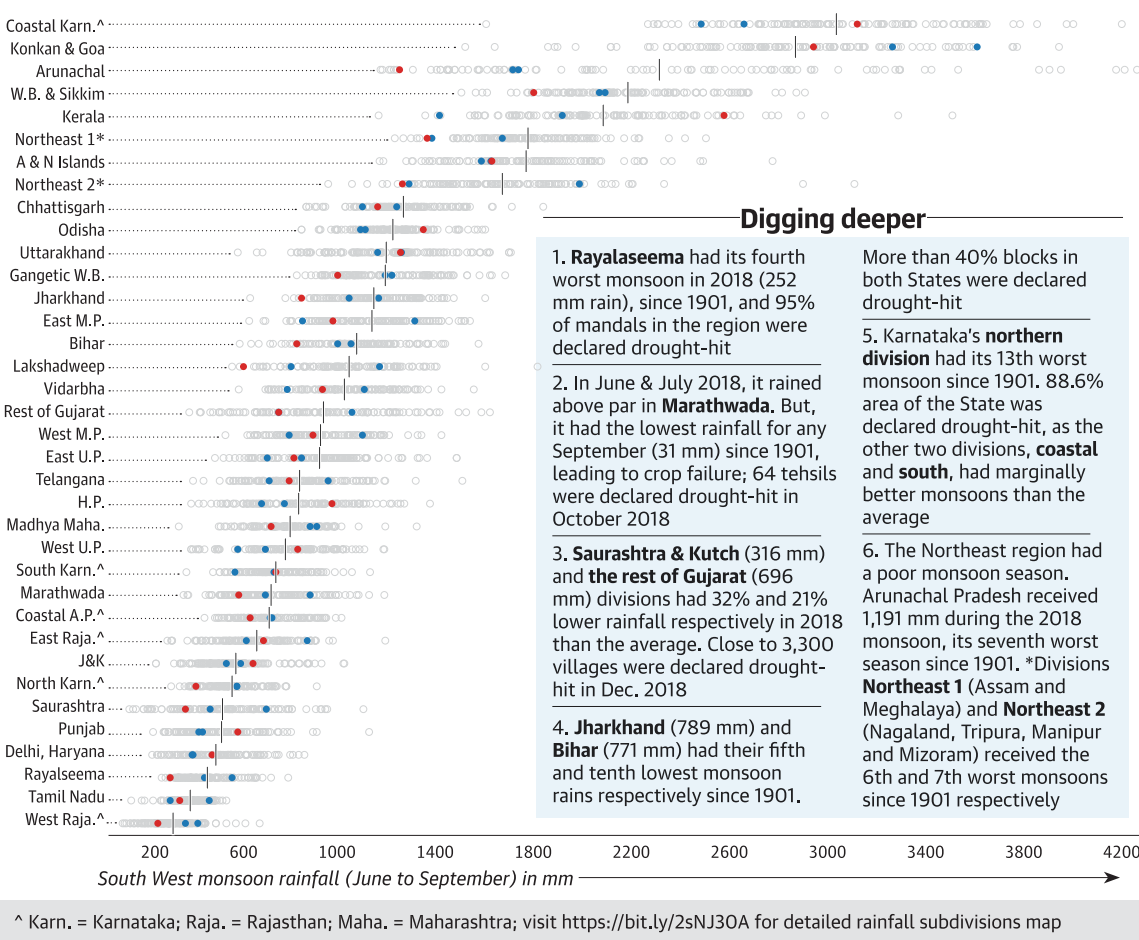 Coastal Karn.^
Konkan & Goa
Arunachal
W.B. & Sikkim
Kerala
Northeast 1*
A & N Islands
Northeast 2*
Chhattisgarh
Odisha
Uttarakhand
Gangetic W.B.
Jharkhand
East M.P.
Bihar
Lakshadweep
Vidarbha
Rest of Gujarat
West M.P.
East U.P.
Telangana
H.P.
Madhya Maha.
West U.P.
South Karn.^
Marathwada
Coastal A.P.^
East Raja.^
J&K
North Karn.^
Saurashtra
Punjab
Delhi, Haryana
Rayalseema
Tamil Nadu
West Raja.^
Digging deeper
1. Rayalaseema had its fourth
worst monsoon in 2018 (252
mm rain), since 1901, and 95%
of mandals in the region were
declared drought-hit
2. In June & July 2018, it rained
above par in Marathwada. But,
it had the lowest rainfall for any
September (31 mm) since 1901,
leading to crop failure; 64 tehsils
were declared drought-hit in
October 2018
3. Saurashtra & Kutch (316 mm)
and the rest of Gujarat (696
mm) divisions had 32% and 21%
lower rainfall respectively in 2018
than the average. Close to 3,300
villages were declared drought-
hit in Dec. 2018
4. Jharkhand (789 mm) and
Bihar (771 mm) had their fifth
and tenth lowest monsoon
rains respectively since 1901.
More than 40% blocks in
both States were declared
drought-hit
5. Karnataka's northern
division had its 13th worst
monsoon since 1901. 88.6%
area of the State was
declared drought-hit, as the
other two divisions, coastal
and south, had marginally
better monsoons than the
average
6. The Northeast region had
a poor monsoon season.
Arunachal Pradesh received
1,191 mm during the 2018
monsoon, its seventh worst
season since 1901. *Divisions
Northeast 1 (Assam and
Meghalaya) and Northeast 2
(Nagaland, Tripura, Manipur
and Mizoram) received the
6th and 7th worst monsoons
since 1901 respectively
200 600 1000 1400 1800 2200 2600 3000 3400 3800 4200
South West monsoon rainfall (June to September) in mm
^ Karn. = Karnataka; Raja. = Rajasthan; Maha. = Maharashtra; visit https://bit.ly/2sNJ3OA for detailed rainfall subdivisions map